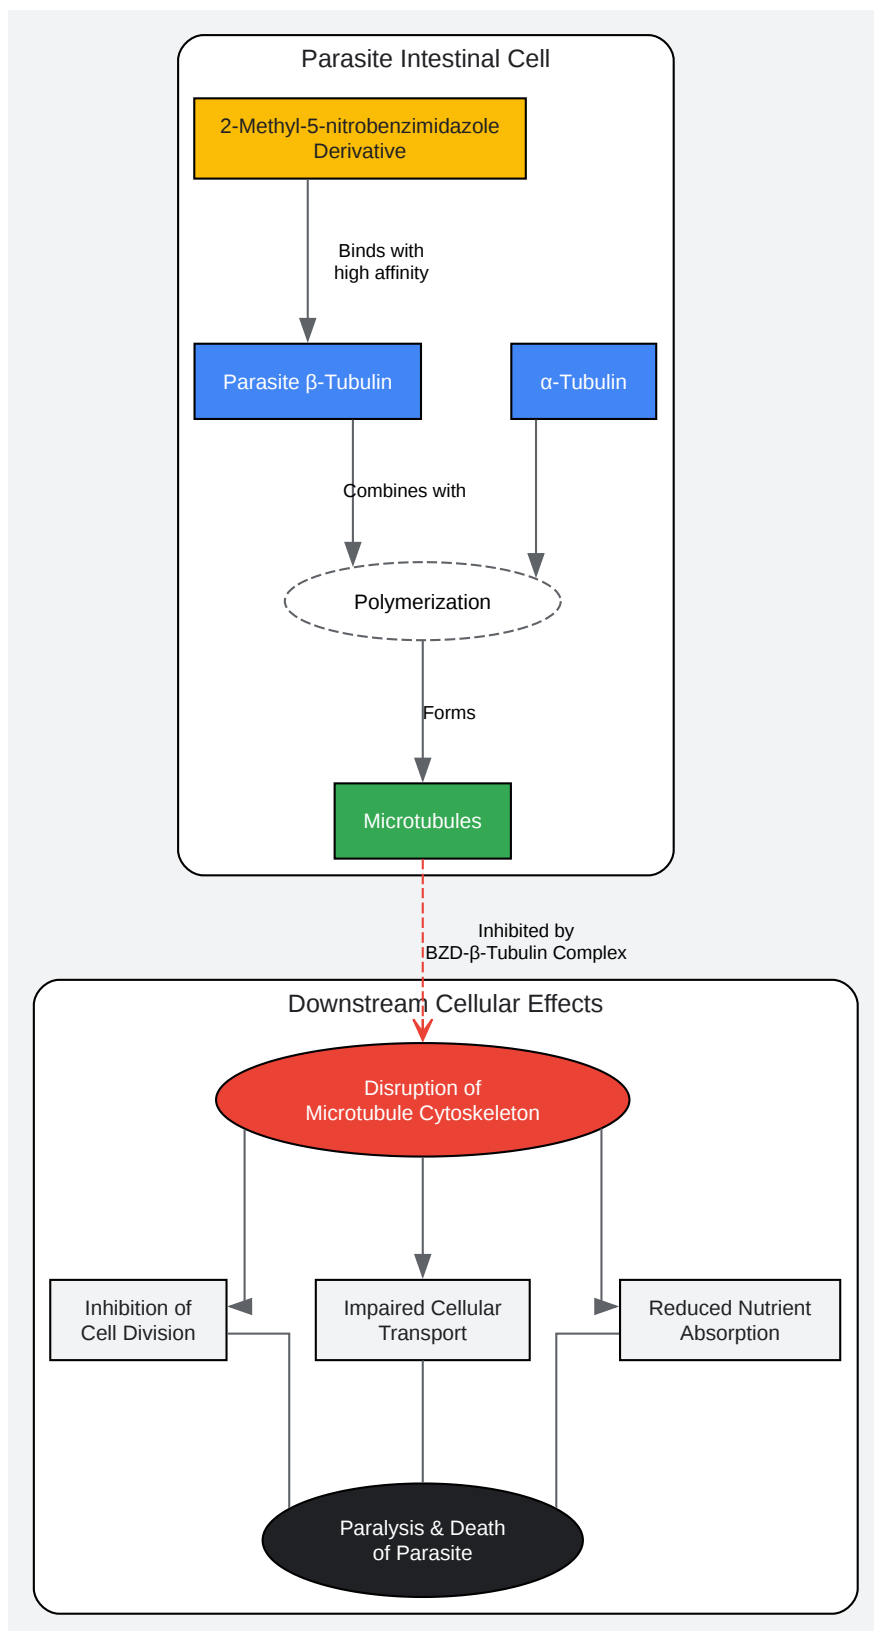 Parasite Intestinal Cell
2-Methyl-5-nitrobenzimidazole
Derivative
Binds with
high affinity
Parasite β-Tubulin
α-Tubulin
Combines with
Polymerization
Forms
Microtubules
Inhibited by
BZD-β-Tubulin Complex
Downstream Cellular Effects
Disruption of
Microtubule Cytoskeleton
Inhibition of
Cell Division
Impaired Cellular
Transport
Reduced Nutrient
Absorption
Paralysis & Death
of Parasite